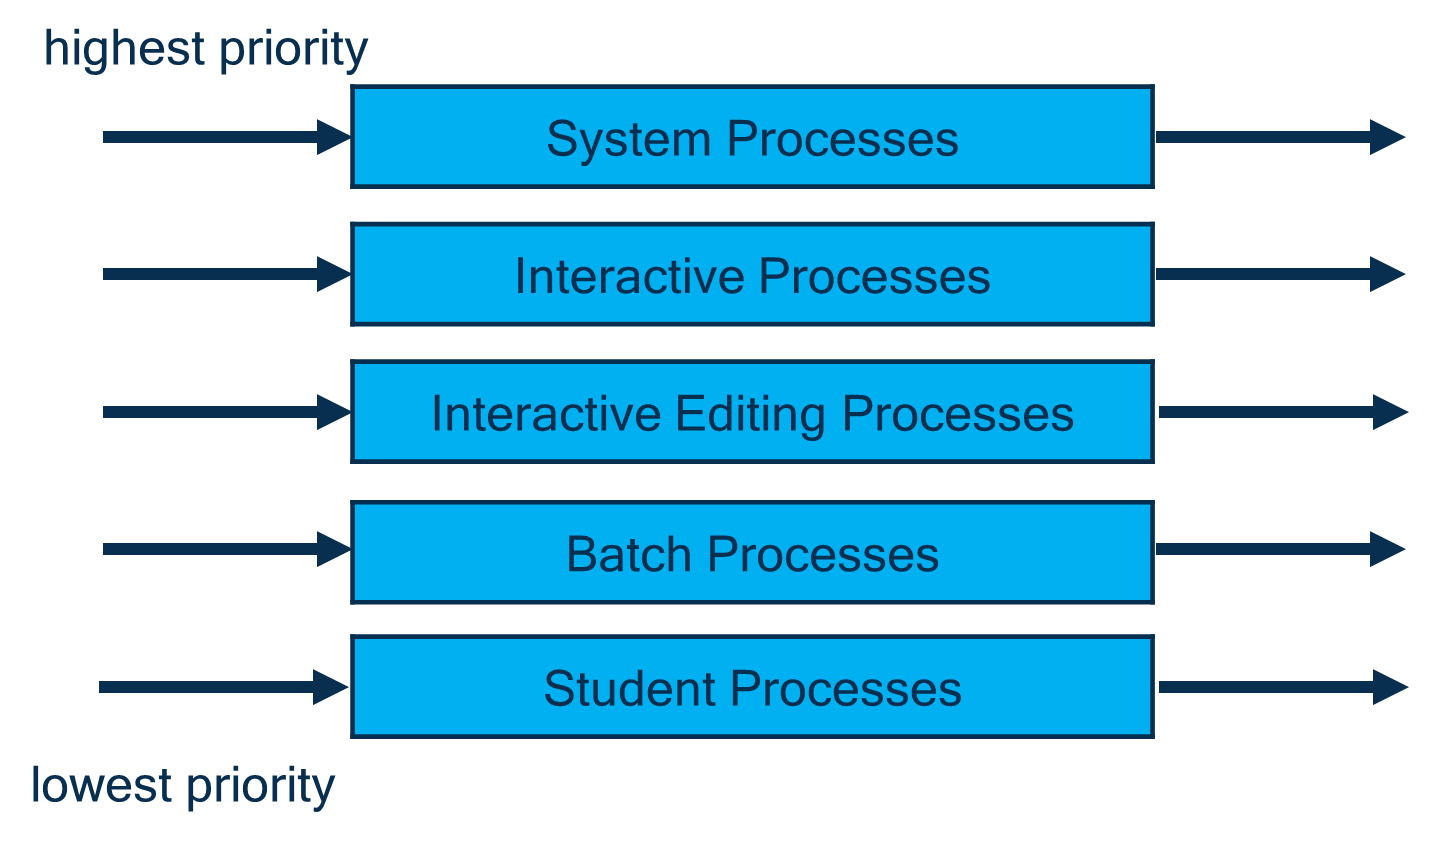 highest priority
System Processes
Interactive Processes
Interactive Editing Processes
Batch Processes
Student Processes
lowest priority